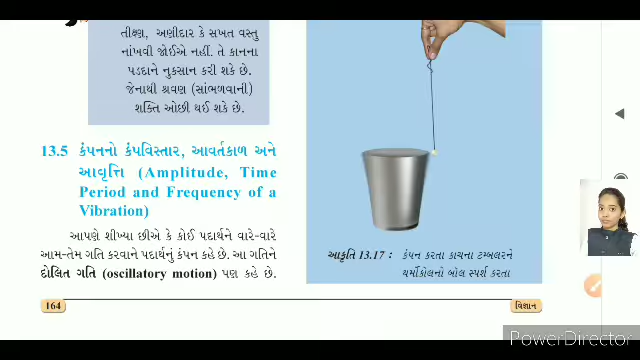 તીક્ષ્ણ, અણીદાર કે સખત વસ્તુ
નાંખવી જોઈએ નહીં. તે કાનના
પડદાને નુકસાન કરી શકે છે.
જેનાથી શ્રવણ (સાંભળવાની)
શક્તિ ઓછી થઈ શકે છે.
13.5 કંપનનો કંપવિસ્તાર, આવર્તકાળ અને
આવૃત્તિ (Amplitude, Time
Period and Frequency of a
Vibration)
આપણે શીખ્યા છીએ કે કોઈ પદાર્થને વારે-વારે
આમ-તેમ ગતિ કરવાને પદાર્થનું કંપન કહે છે. આ ગતિને
દોલિત ગતિ (oscillatory motion) પણ કહે છે.
164
આકૃતિ 13.17 : કંપન કરતા કાચના ટમ્બલરને
થર્મોકોલનો બોલ સ્પર્શ કરતા
વિજ્ઞાન
PowerDirector